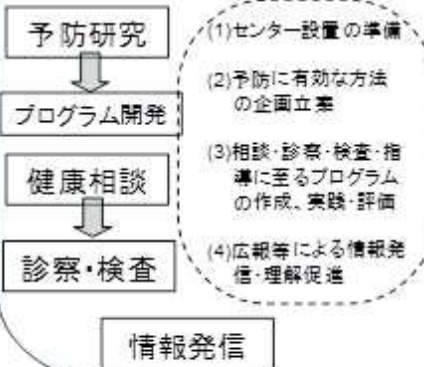 予防研究
プログラム開発
健康相談
診察・検査
情報発信
(1)センター設置の準備
(2)予防に有効な方法
の企画立案
(3)相談・診察・検査・指
導に至るプログラム
の作成、実践・評価
(4)広報等による情報発
信・理解促進